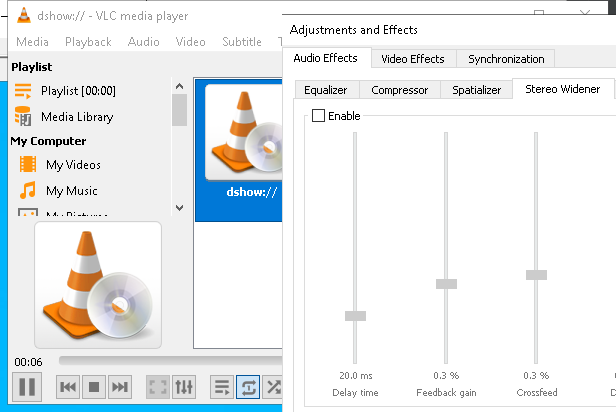 dshow:// - VLC media player
Media Playback Audio Video Subtitle
Playlist
Playlist [00:00]
Media Library
My Computer
My Videos
My Music
My Pictures
dshow://
00:06
Adjustments and Effects
Audio Effects Video Effects Synchronization
Equalizer Compressor Spatializer Stereo Widener
Enable
20.0 ms 0.3 % 0.3 %
Delay time Feedback gain Crossfeed